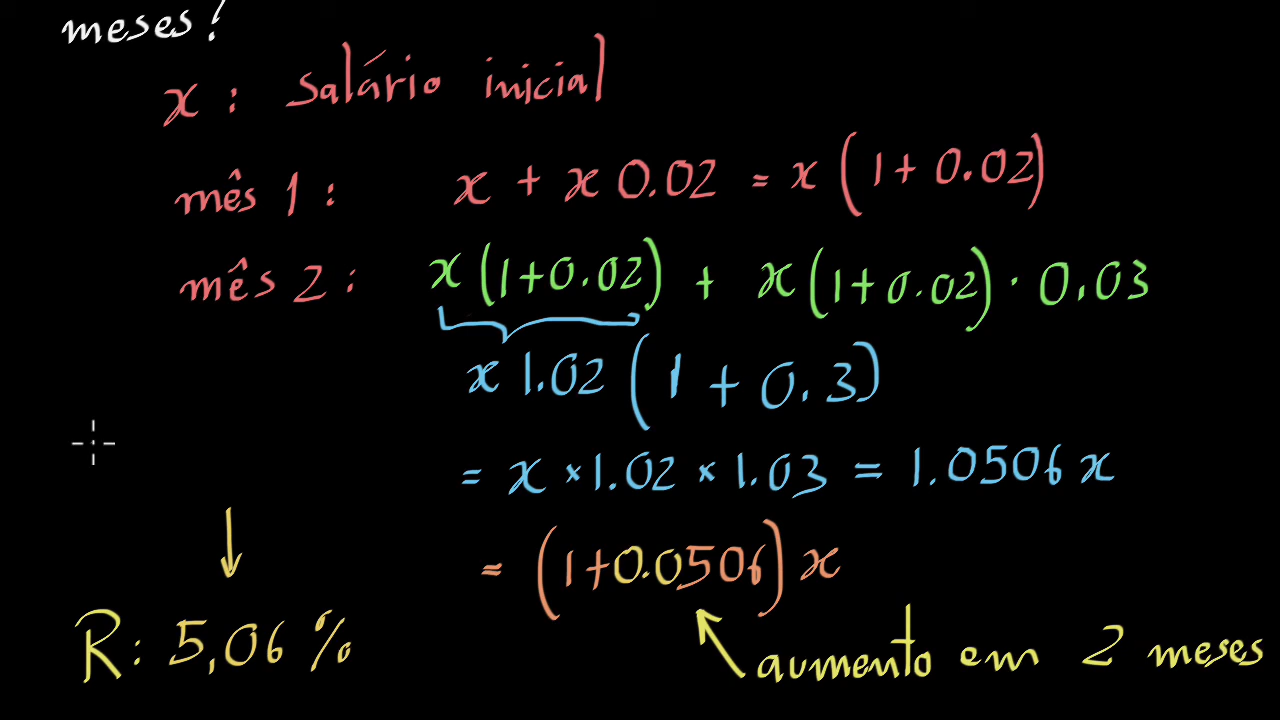 meses?
x : Salário inicial
mês 1 : x + x 0.02 = x (1 + 0.02)
mês 2 : x (1+0.02) + x (1+0.02) · 0.03
x 1.02 (1 + 0.3)
= x × 1.02 × 1.03 = 1.0506 x
= (1+0.0506) x
R: 5,06 % aumento em 2 meses